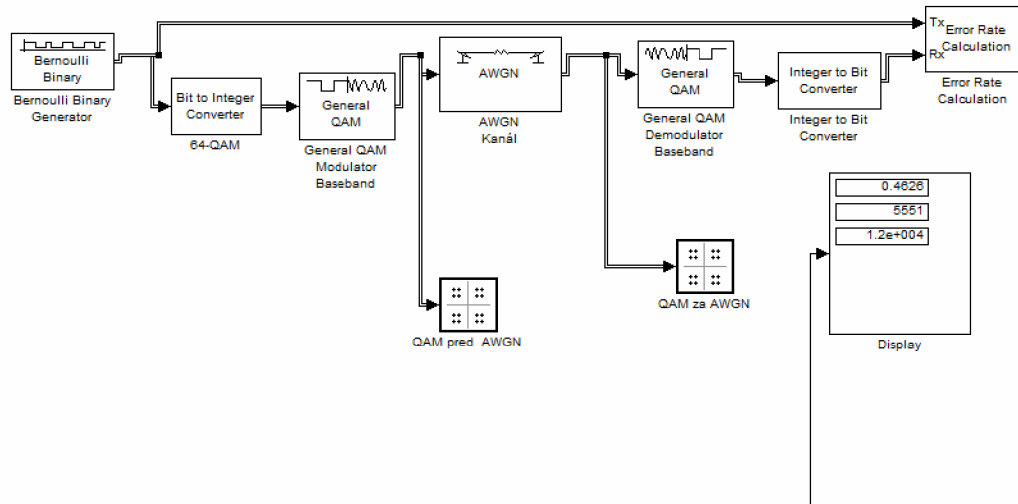 Bernoulli
Binary
Bernoulli Binary
Generator
Bit to Integer
Converter
64-QAM
General
QAM
General QAM
Modulator
Baseband
AWGN
AWGN
Kanál
General
QAM
General QAM
Demodulator
Baseband
Integer to Bit
Converter
Integer to Bit
Converter
Tx
Rx
Error Rate
Calculation
Error Rate
Calculation
QAM pred AWGN
QAM za AWGN
0.4626
5551
1.2e+004
Display